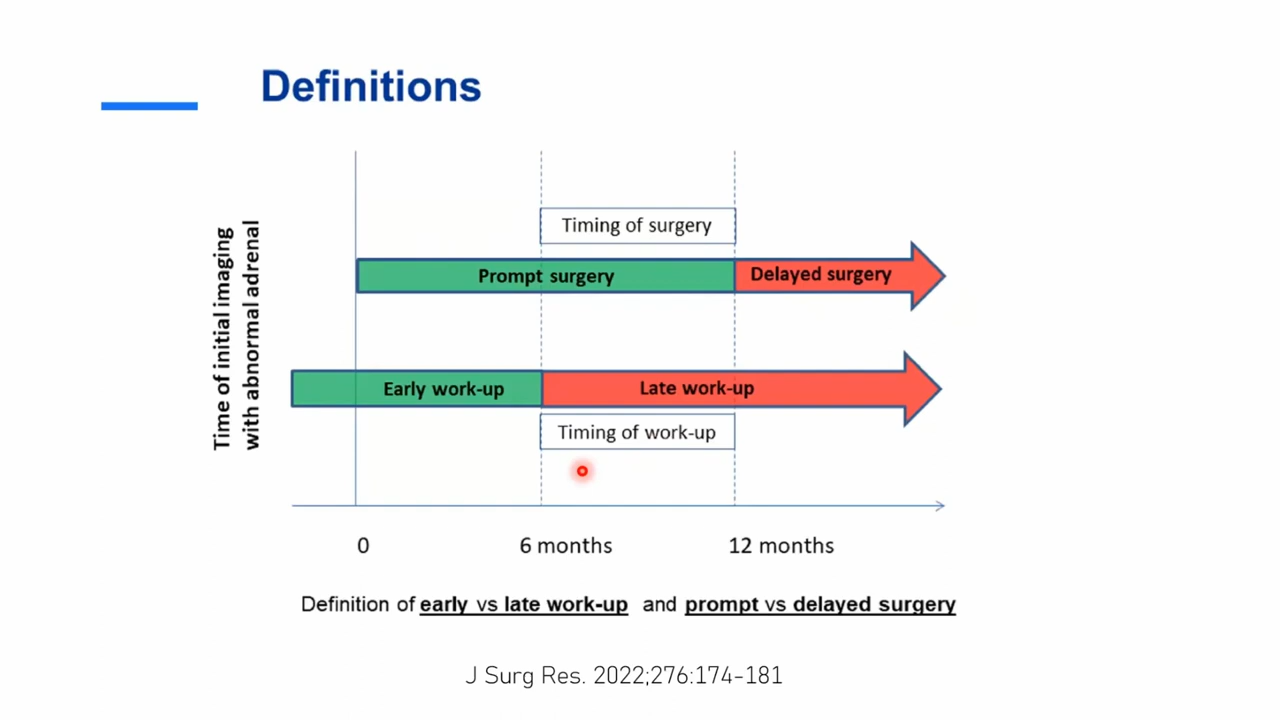 Definitions
Time of initial imaging
with abnormal adrenal
Timing of surgery
Prompt surgery
Delayed surgery
Early work-up
Late work-up
Timing of work-up
0
6 months
12 months
Definition of early vs late work-up and prompt vs delayed surgery
J Surg Res. 2022;276:174-181